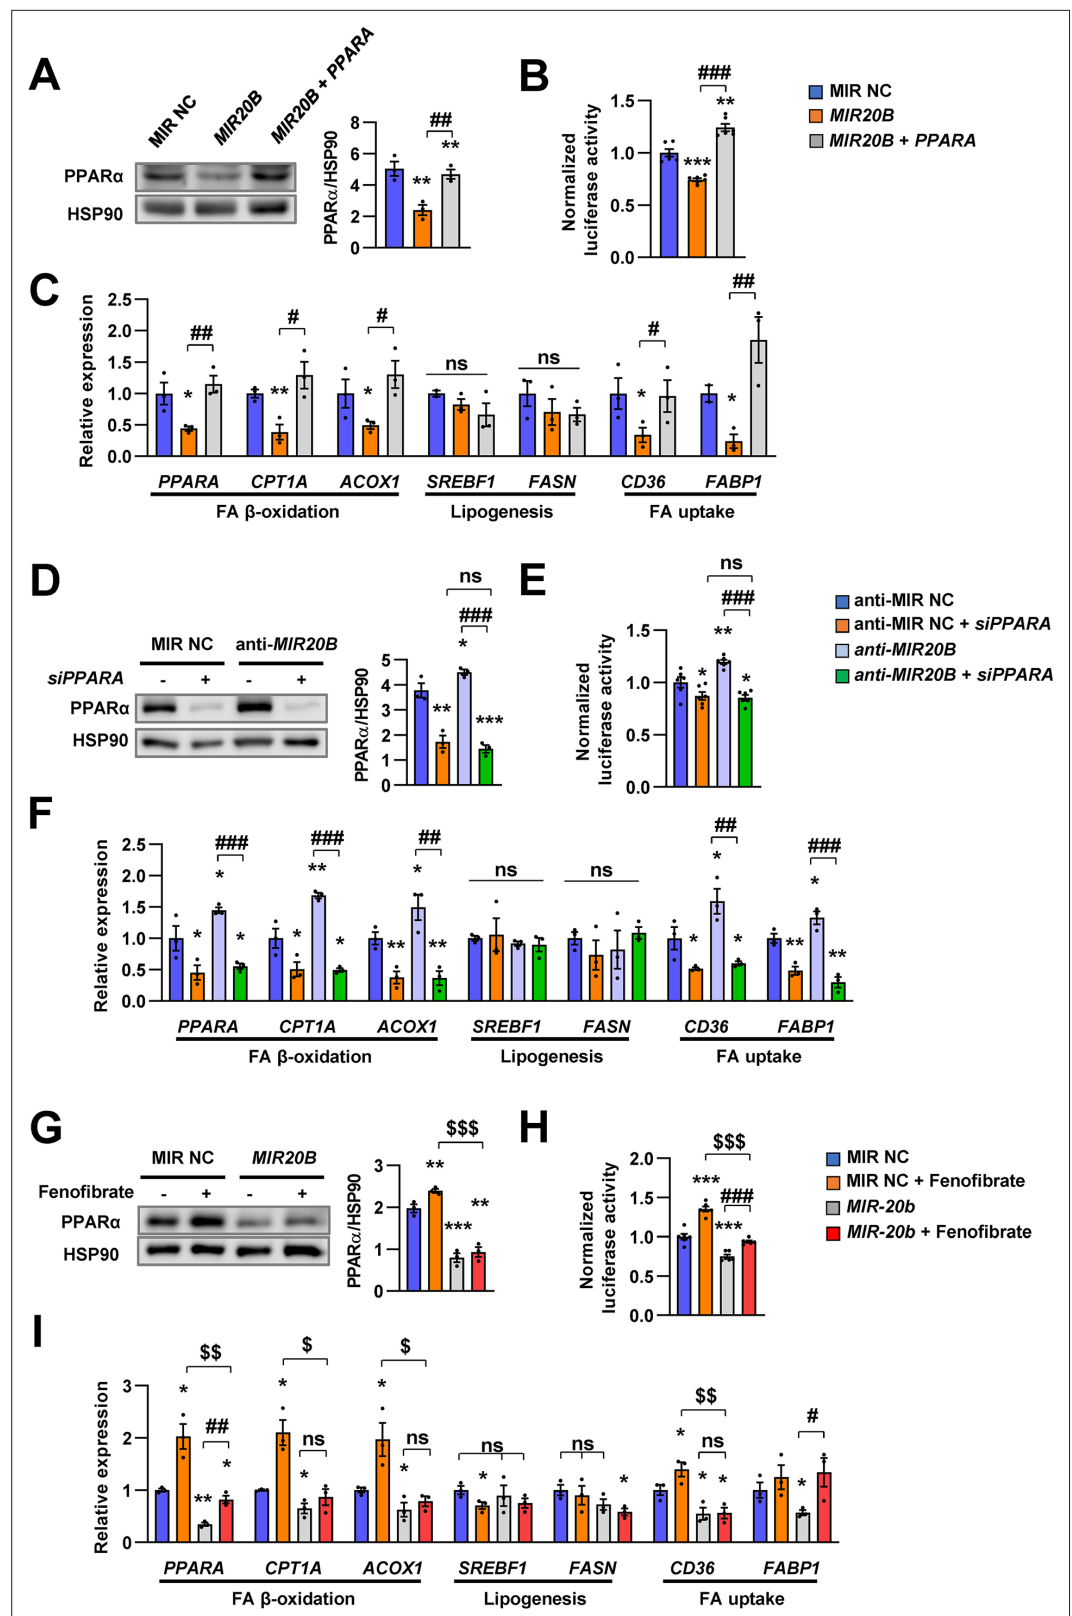 A
MIR NC
MIR20B
MIR20B + PPARA
PPARα
HSP90
PPARα/HSP90
8
6
4
2
0
**
##
**
B
Normalized
luciferase activity
1.5
1.0
0.5
0.0
***
###
**
MIR NC
MIR20B
MIR20B + PPARA
C
Relative expression
2.5
2.0
1.5
1.0
0.5
0.0
* ## ** # * # ns ns * # * ##
PPARA CPT1A ACOX1 SREBF1 FASN CD36 FABP1
FA β-oxidation Lipogenesis FA uptake
D
MIR NC anti-MIR20B
siPPARA - + - +
PPARα
HSP90
PPARα/HSP90
5
4
3
2
1
0
ns
###
*
**
***
E
Normalized
luciferase activity
1.5
1.0
0.5
0.0
ns
###
**
* *
anti-MIR NC
anti-MIR NC + siPPARA
anti-MIR20B
anti-MIR20B + siPPARA
F
Relative expression
2.5
2.0
1.5
1.0
0.5
0.0
### ### ## ns ns ## ###
* ** * * *
* * * * ** ** * * ** **
PPARA CPT1A ACOX1 SREBF1 FASN CD36 FABP1
FA β-oxidation Lipogenesis FA uptake
G
MIR NC MIR20B
Fenofibrate - + - +
PPARα
HSP90
PPARα/HSP90
3
2
1
0
$$$
**
***
**
H
Normalized
luciferase activity
2.0
1.5
1.0
0.5
0.0
$$$
***
###
***
MIR NC
MIR NC + Fenofibrate
MIR-20b
MIR-20b + Fenofibrate
I
Relative expression
3
2
1
0
$$ $ $ $$
* * * * #
## ns ns ns ns ns
** * * * * * * * *
PPARA CPT1A ACOX1 SREBF1 FASN CD36 FABP1
FA β-oxidation Lipogenesis FA uptake